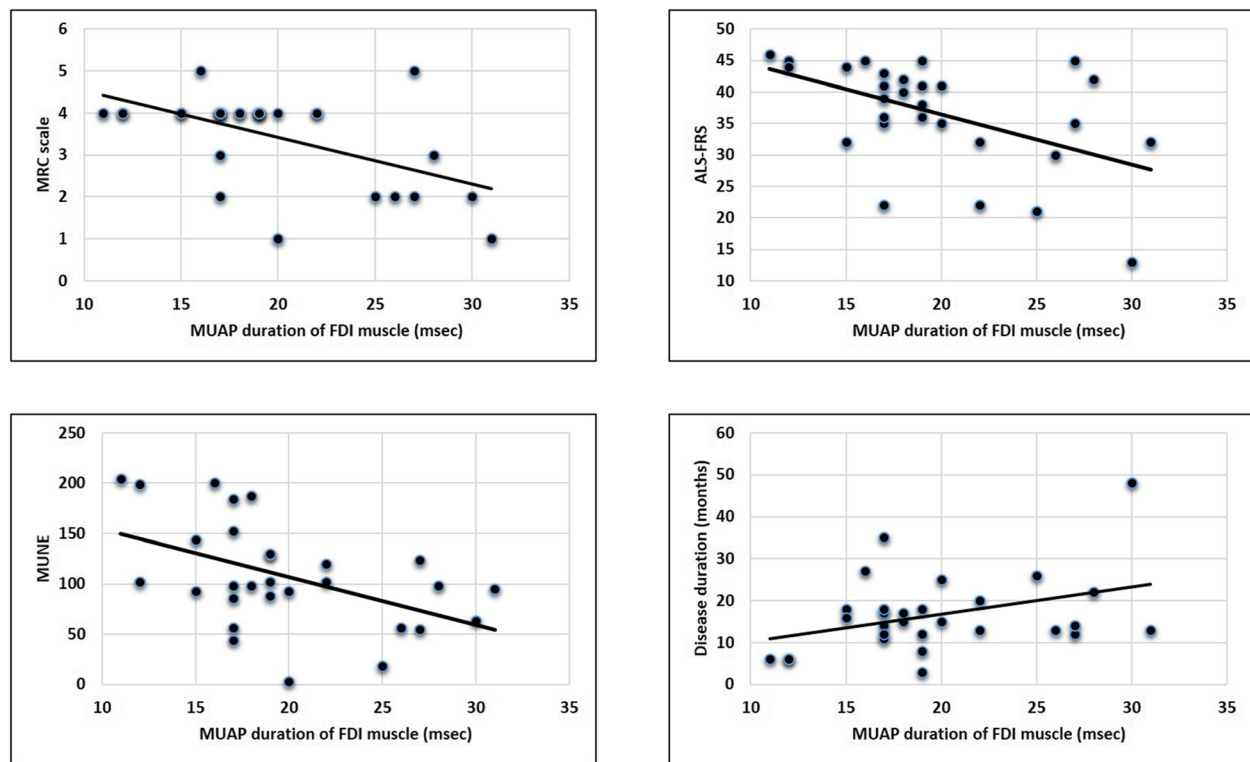 MRC scale
6
5
4
3
2
1
0
10 15 20 25 30 35
MUAP duration of FDI muscle (msec)
ALS-FRS
50
45
40
35
30
25
20
15
10
10 15 20 25 30 35
MUAP duration of FDI muscle (msec)
MUNE
250
200
150
100
50
0
10 15 20 25 30 35
MUAP duration of FDI muscle (msec)
Disease duration (months)
60
50
40
30
20
10
0
10 15 20 25 30 35
MUAP duration of FDI muscle (msec)